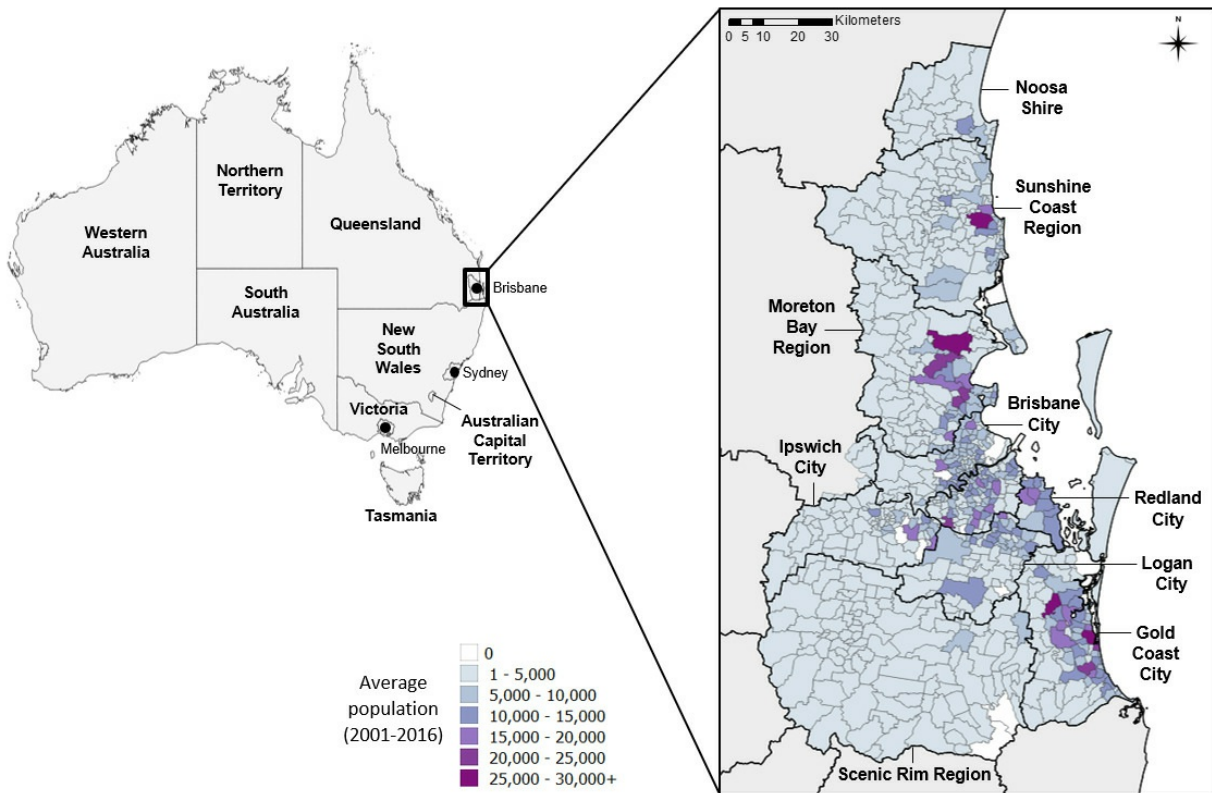 Northern
Territory
Western
Australia
Queensland
South
Australia
Brisbane
New
South
Wales
Sydney
Victoria
Melbourne
Australian
Capital
Territory
Tasmania
Average
population
(2001-2016)
0
1 - 5,000
5,000 - 10,000
10,000 - 15,000
15,000 - 20,000
20,000 - 25,000
25,000 - 30,000+
Kilometers
0 5 10 20 30
N
Noosa
Shire
Sunshine
Coast
Region
Moreton
Bay
Region
Brisbane
City
Ipswich
City
Redland
City
Logan
City
Gold
Coast
City
Scenic Rim Region